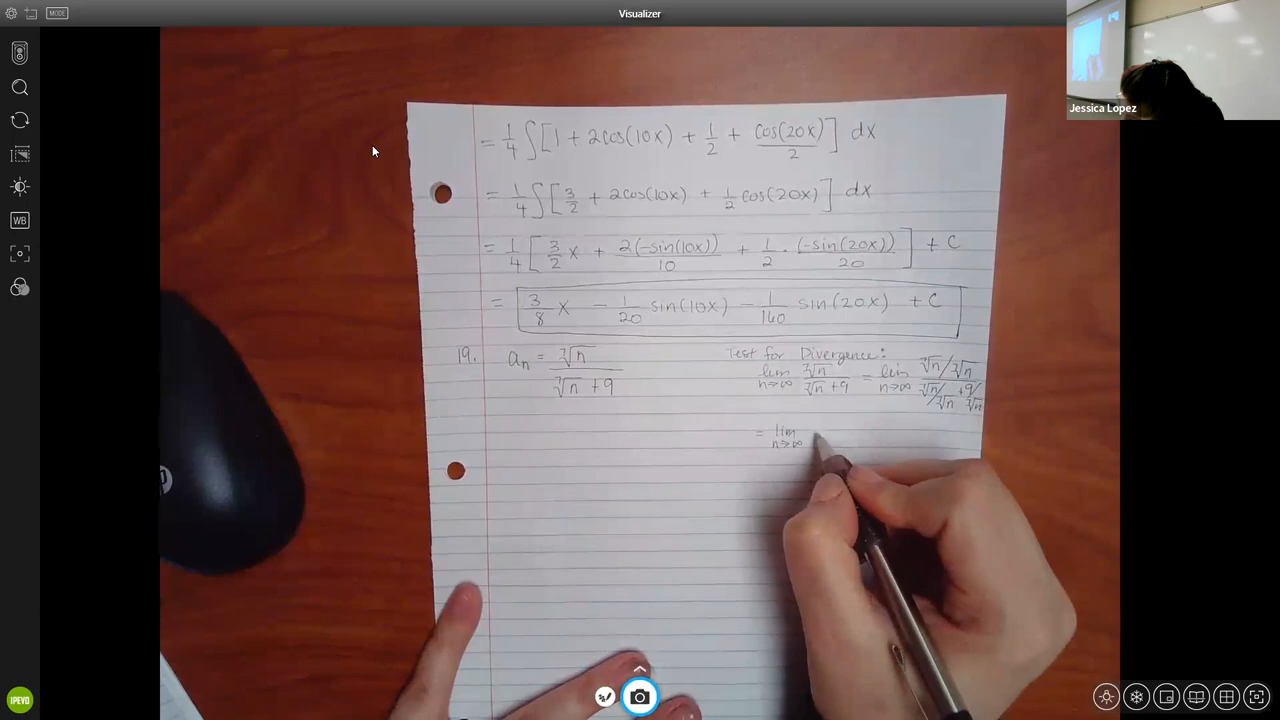 Visualizer
MODE
Jessica Lopez
= 1/4 ∫ [1 + 2cos(10x) + 1/2 + cos(20x)/2] dx
= 1/4 ∫ [3/2 + 2cos(10x) + 1/2 cos(20x)] dx
= 1/4 [3/2 x + 2(-sin(10x))/10 + 1/2 · (-sin(20x))/20] + C
= 3/8 x - 1/20 sin(10x) - 1/160 sin(20x) + C
19. aₙ = ∛n / (∛n + 9)
Test for Divergence:
lim n→∞ ∛n / (∛n + 9) = lim n→∞ (∛n/∛n) / (∛n/∛n + 9/∛n)
= lim n→∞
WB
IPEVO